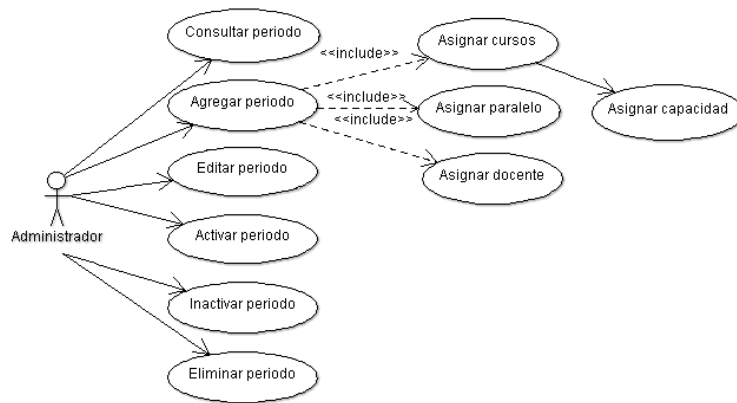 Consultar periodo
<<include>>
Asignar cursos
Agregar periodo
<<include>>
<<include>>
Asignar paralelo
Asignar capacidad
Editar periodo
Asignar docente
Administrador
Activar periodo
Inactivar periodo
Eliminar periodo